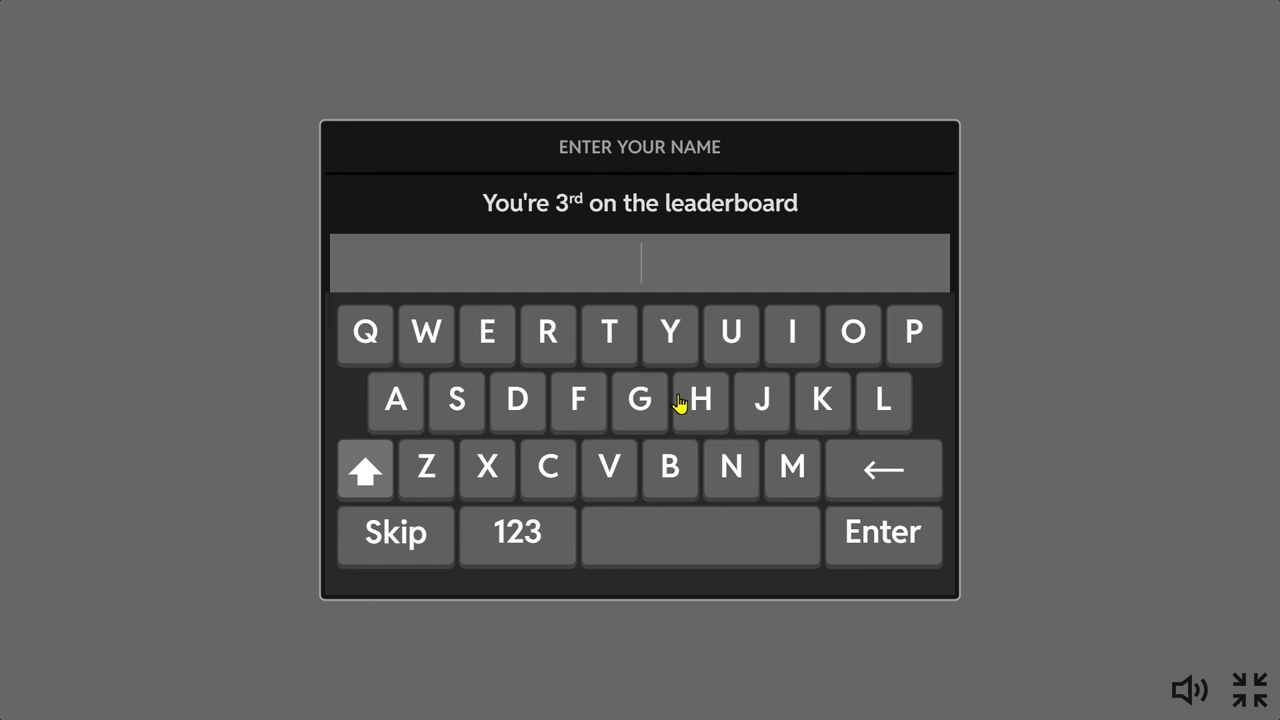 ENTER YOUR NAME
You're 3rd on the leaderboard
Q W E R T Y U I O P
A S D F G H J K L
Z X C V B N M ←
Skip 123 Enter